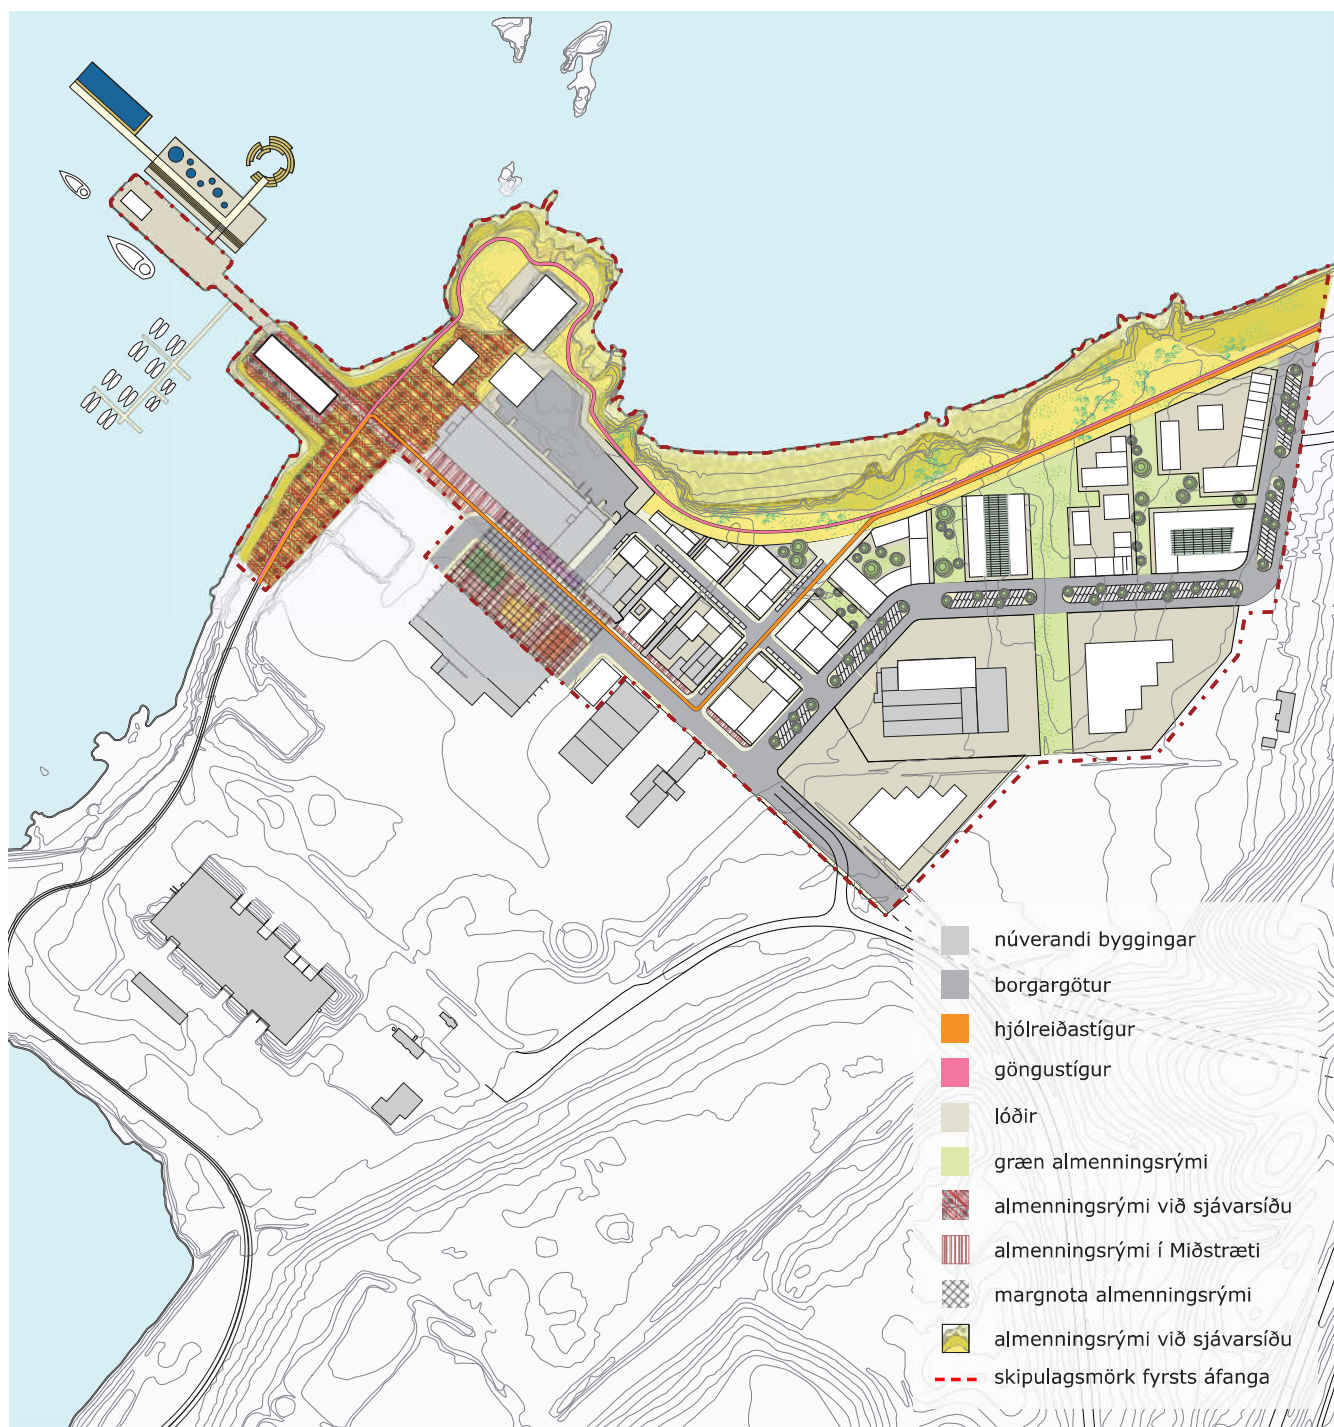 núverandi byggingar
borgargötur
hjólreiðastígur
göngustígur
lóðir
græn almenningsrými
almenningsrými við sjávarsíðu
almenningsrými í Miðstræti
margnota almenningsrými
almenningsrými við sjávarsíðu
skipulagsmörk fyrsts áfanga